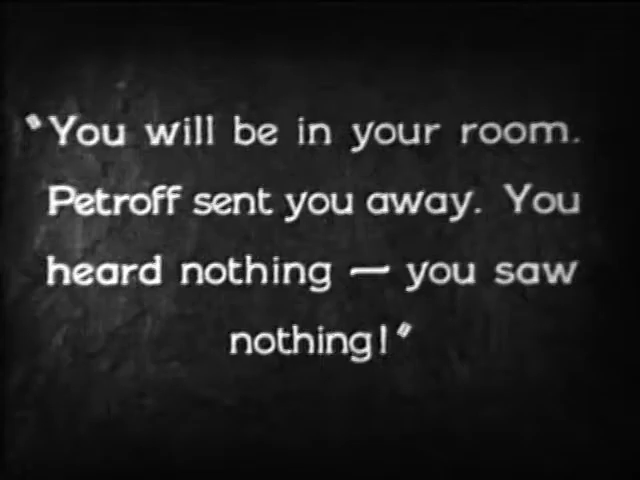 "You will be in your room.
Petroff sent you away. You
heard nothing — you saw
nothing!"